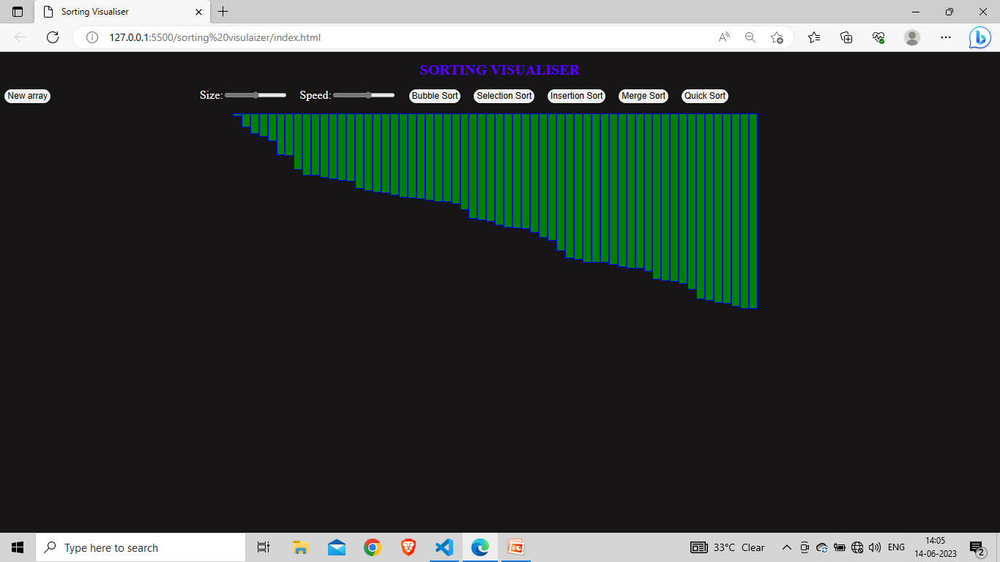 Sorting Visualiser
127.0.0.1:5500/sorting%20visulaizer/index.html
SORTING VISUALISER
New array Size: Speed: Bubble Sort Selection Sort Insertion Sort Merge Sort Quick Sort
Type here to search 33°C Clear ENG 14:05
14-06-2023 2